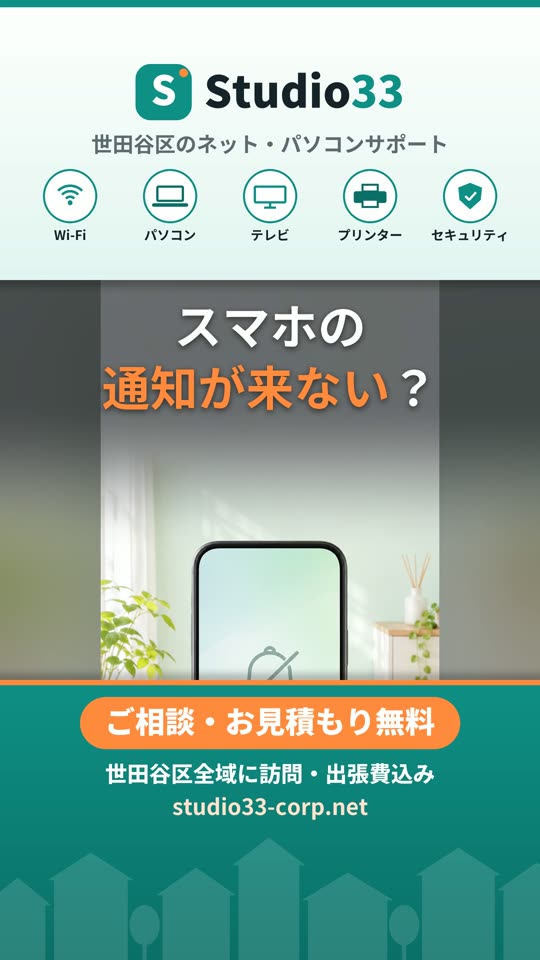 S Studio33
世田谷区のネット・パソコンサポート
Wi-Fi パソコン テレビ プリンター セキュリティ
スマホの
通知が来ない？
ご相談・お見積もり無料
世田谷区全域に訪問・出張費込み
studio33-corp.net